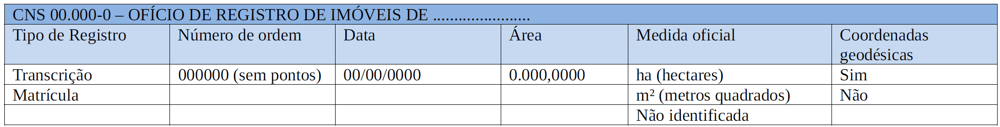 CNS 00.000-0 – OFÍCIO DE REGISTRO DE IMÓVEIS DE .......................
Tipo de Registro Número de ordem Data Área Medida oficial Coordenadas
geodésicas
Transcrição 000000 (sem pontos) 00/00/0000 0.000,0000 ha (hectares) Sim
Matrícula m² (metros quadrados) Não
Não identificada